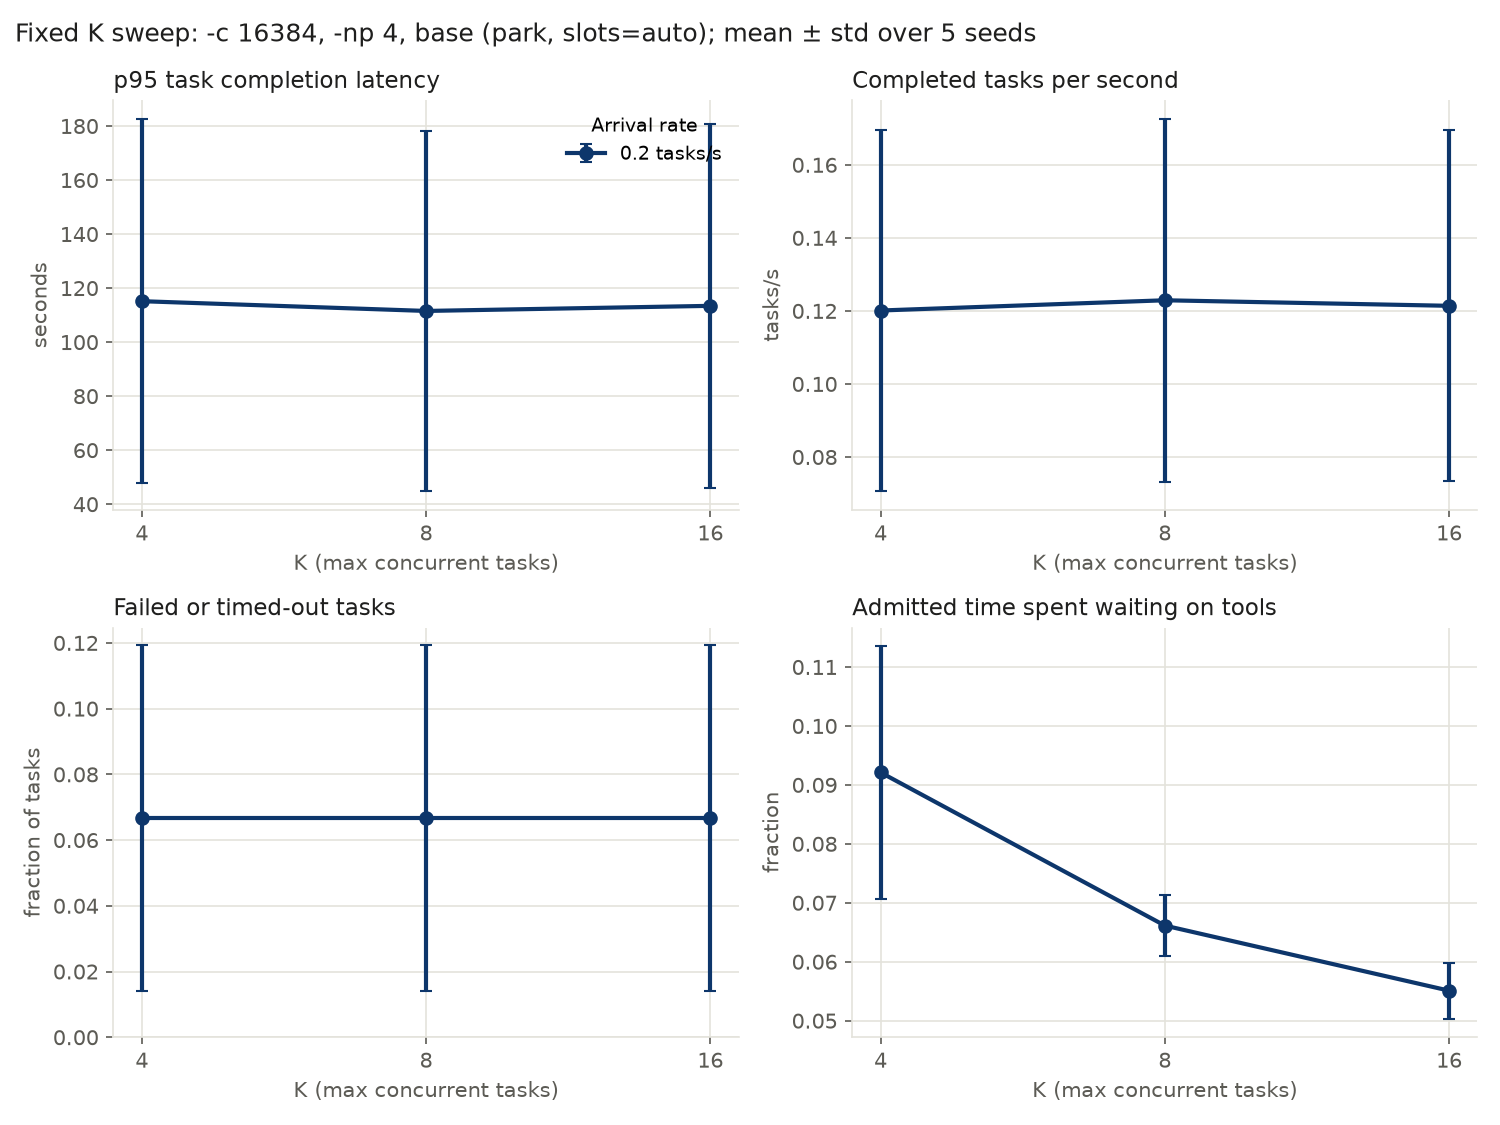 Fixed K sweep: -c 16384, -np 4, base (park, slots=auto); mean ± std over 5 seeds
p95 task completion latency
Arrival rate
0.2 tasks/s
seconds
180
160
140
120
100
80
60
40
4
8
16
K (max concurrent tasks)
Completed tasks per second
tasks/s
0.16
0.14
0.12
0.10
0.08
4
8
16
K (max concurrent tasks)
Failed or timed-out tasks
fraction of tasks
0.12
0.10
0.08
0.06
0.04
0.02
0.00
4
8
16
K (max concurrent tasks)
Admitted time spent waiting on tools
fraction
0.11
0.10
0.09
0.08
0.07
0.06
0.05
4
8
16
K (max concurrent tasks)